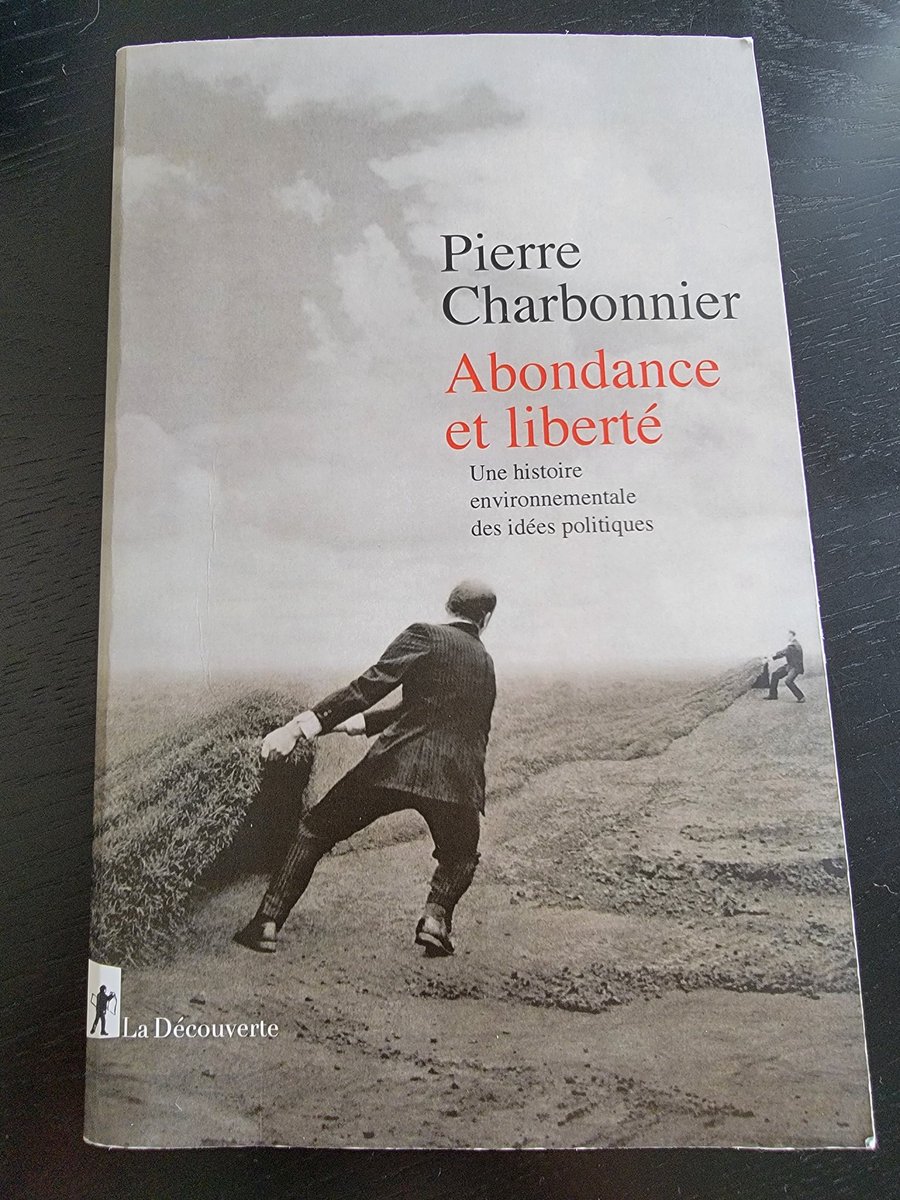 Pierre
Charbonnier
Abondance
et liberté
Une histoire
environnementale
des idées politiques
La Découverte